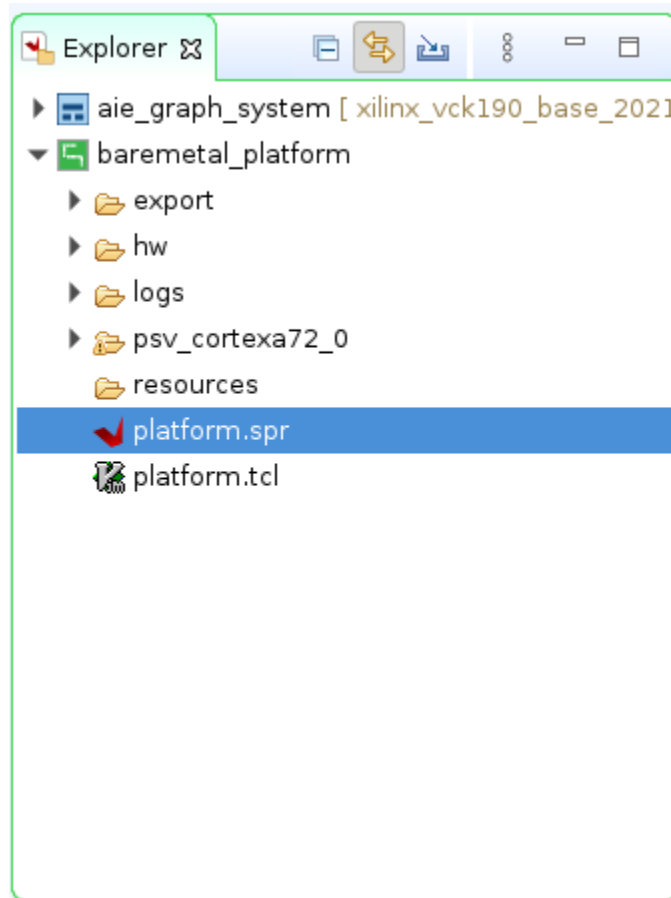 Explorer
aie_graph_system [ xilinx_vck190_base_2021
baremetal_platform
export
hw
logs
psv_cortexa72_0
resources
platform.spr
platform.tcl